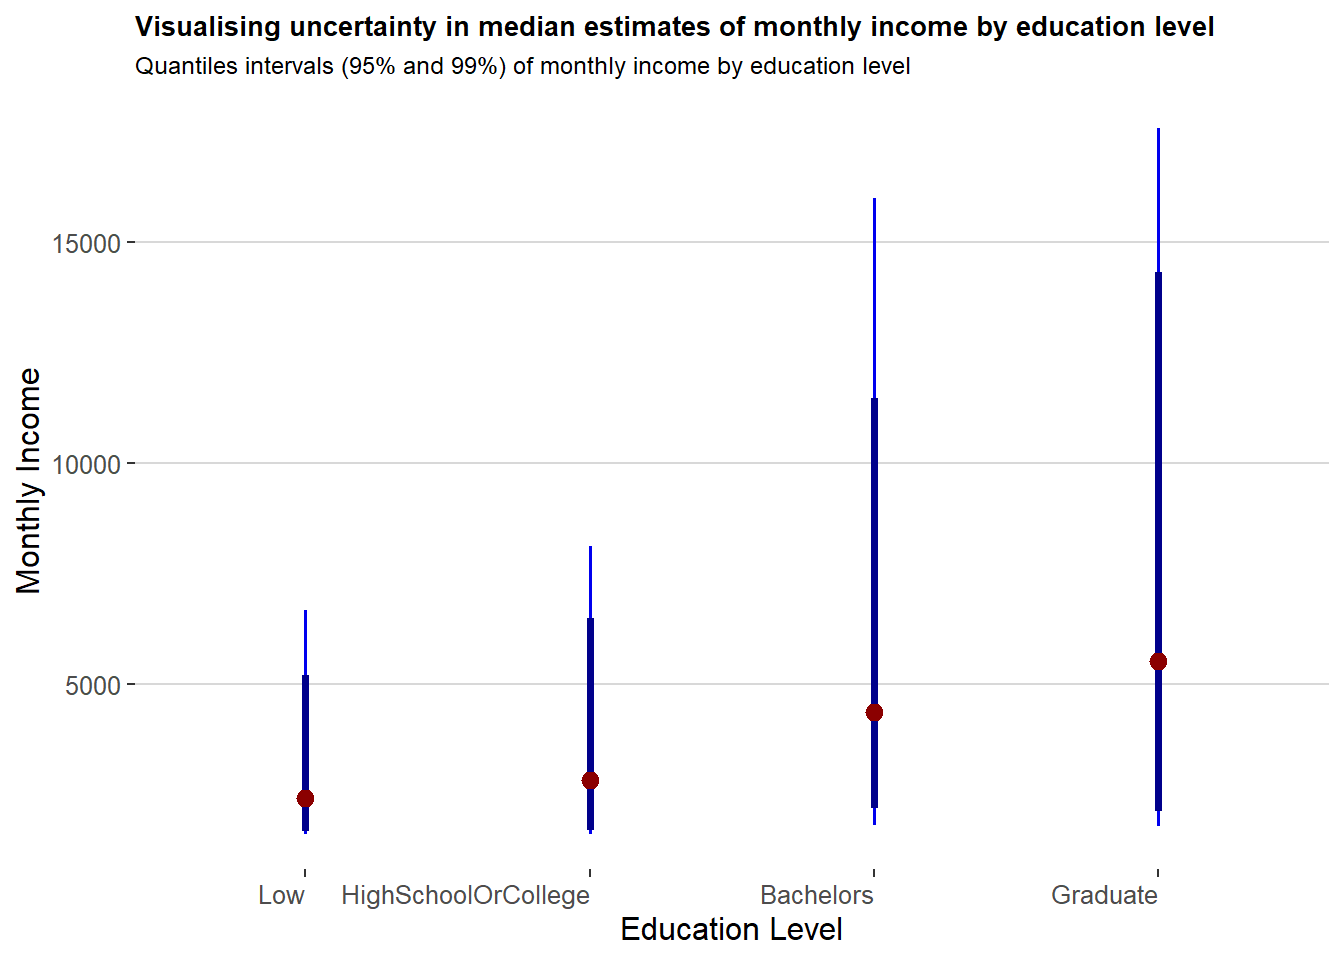 Visualising uncertainty in median estimates of monthly income by education level
Quantiles intervals (95% and 99%) of monthly income by education level
15000
10000
5000
Monthly Income
Low
HighSchoolOrCollege
Bachelors
Graduate
Education Level